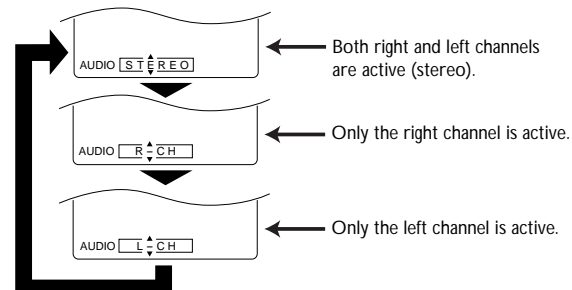 AUDIO STEREO
Both right and left channels
are active (stereo).
AUDIO R – CH
Only the right channel is active.
AUDIO L – CH
Only the left channel is active.